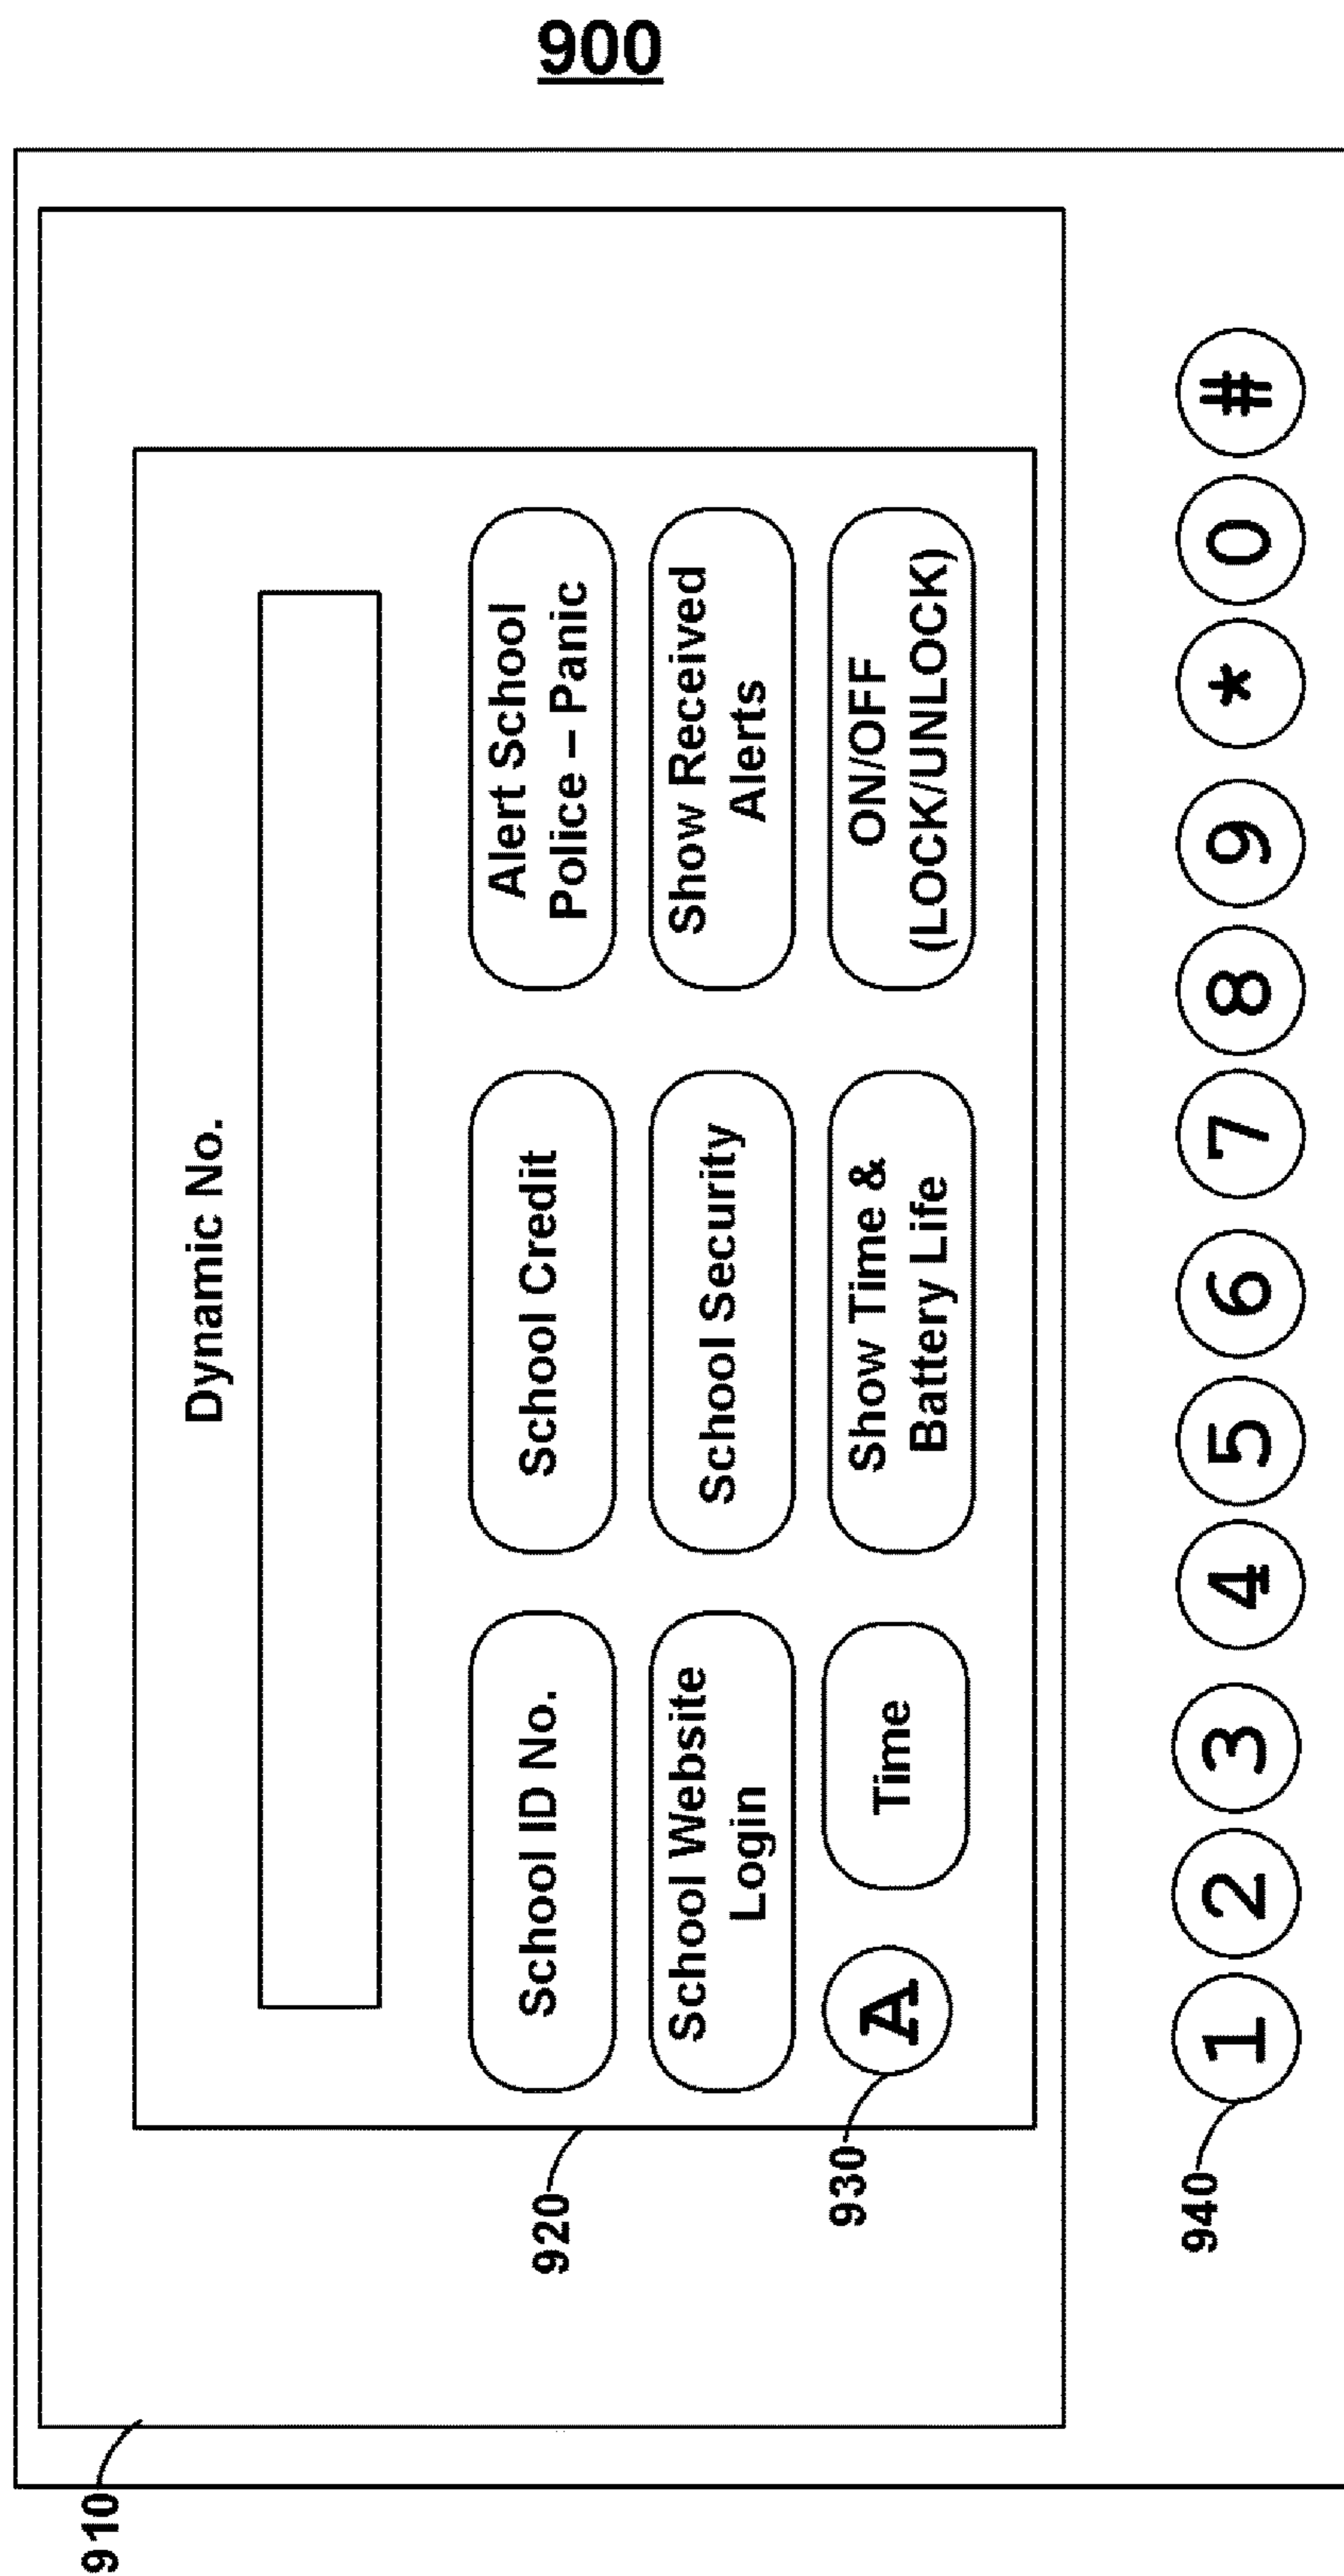 900
Dynamic No.
School ID No.
School Credit
Alert School
Police – Panic
School Website
Login
School Security
Show Received
Alerts
A
Time
Show Time &
Battery Life
ON/OFF
(LOCK/UNLOCK)
1 2 3 4 5 6 7 8 9 * 0 #
910
920
930
940